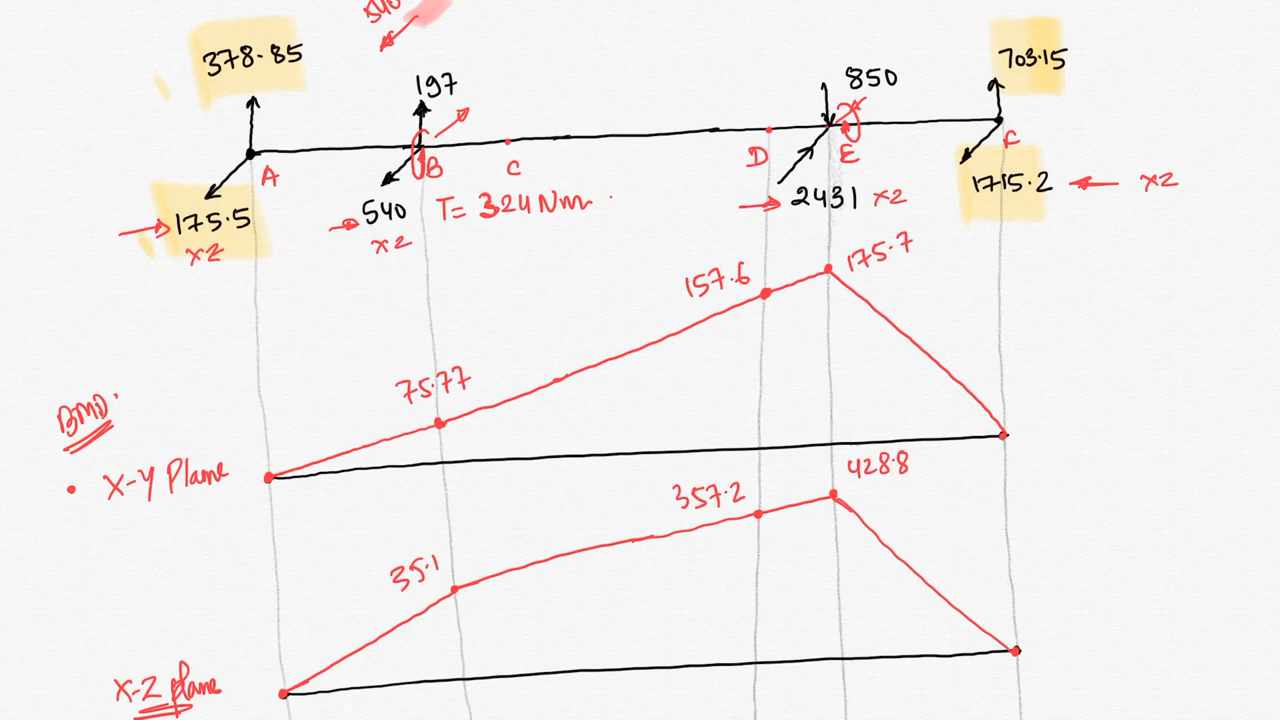 540
378.85
197
850
703.15
A
B
C
D
E
F
175.5
x2
540
x2
T= 324 Nm
2431 x2
1715.2
x2
157.6
175.7
75.77
BMD
• X-Y Plane
428.8
357.2
35.1
X-Z plane